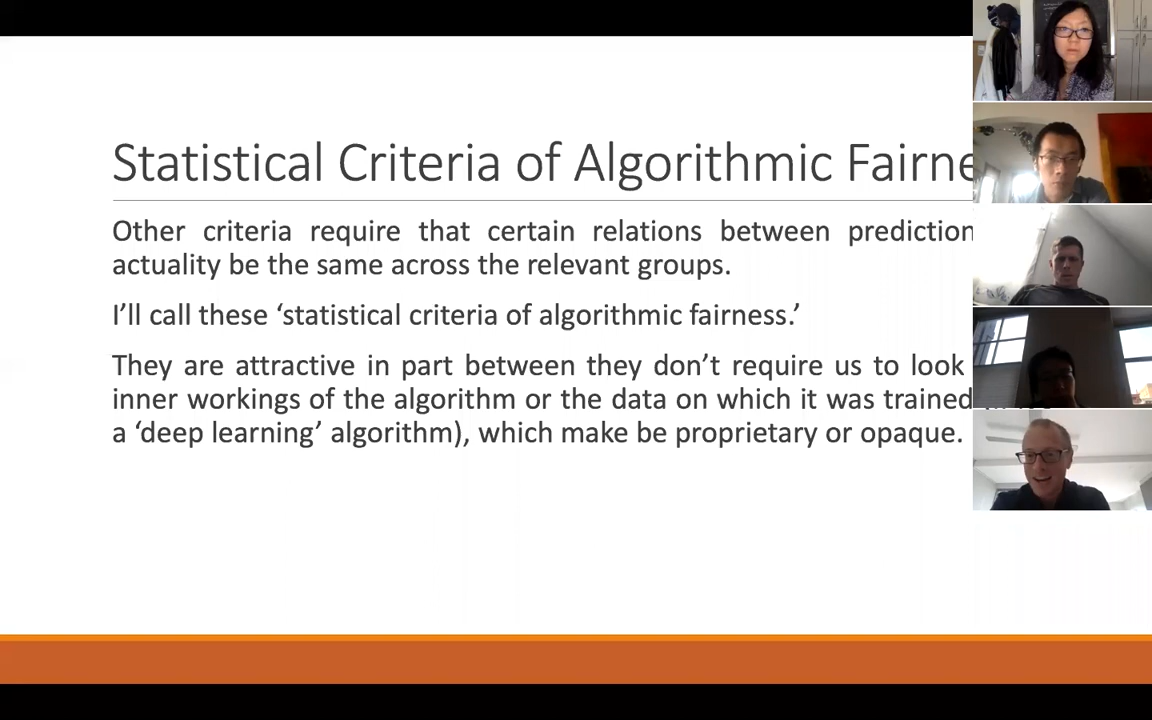 Statistical Criteria of Algorithmic Fairne
Other criteria require that certain relations between prediction
actuality be the same across the relevant groups.
I'll call these 'statistical criteria of algorithmic fairness.'
They are attractive in part between they don't require us to look
inner workings of the algorithm or the data on which it was trained
a 'deep learning' algorithm), which make be proprietary or opaque.